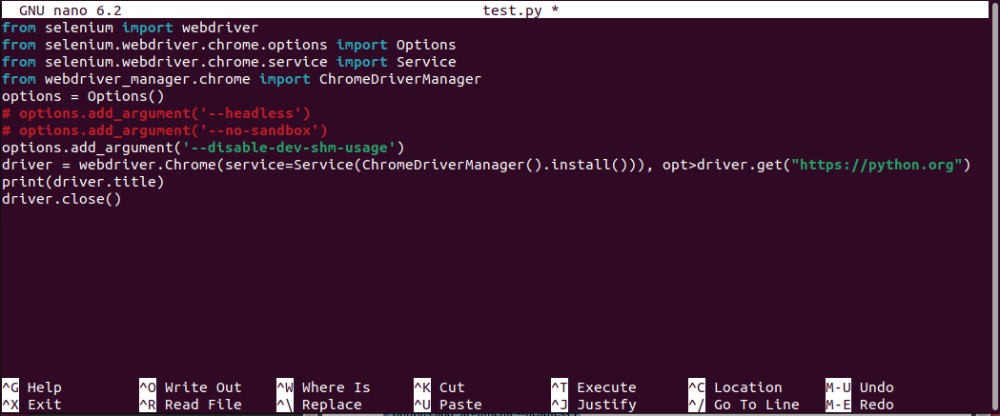 GNU nano 6.2 test.py *
from selenium import webdriver
from selenium.webdriver.chrome.options import Options
from selenium.webdriver.chrome.service import Service
from webdriver_manager.chrome import ChromeDriverManager
options = Options()
# options.add_argument('--headless')
# options.add_argument('--no-sandbox')
options.add_argument('--disable-dev-shm-usage')
driver = webdriver.Chrome(service=Service(ChromeDriverManager().install())), opt>driver.get("https://python.org")
print(driver.title)
driver.close()
^G Help ^O Write Out ^W Where Is ^K Cut ^T Execute ^C Location M-U Undo
^X Exit ^R Read File ^\ Replace ^U Paste ^J Justify ^/ Go To Line M-E Redo